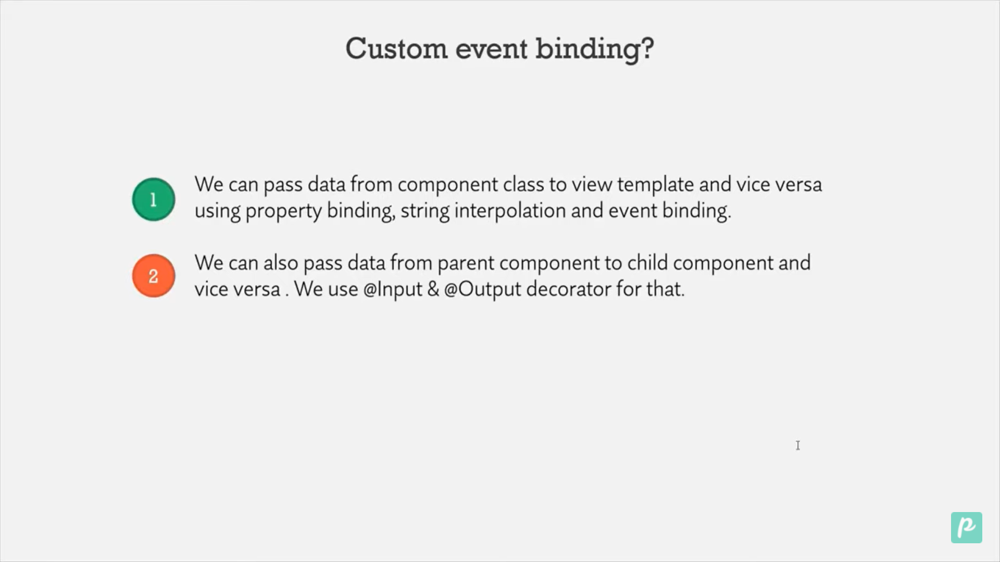 Custom event binding?
1
We can pass data from component class to view template and vice versa
using property binding, string interpolation and event binding.
2
We can also pass data from parent component to child component and
vice versa . We use @Input & @Output decorator for that.
p